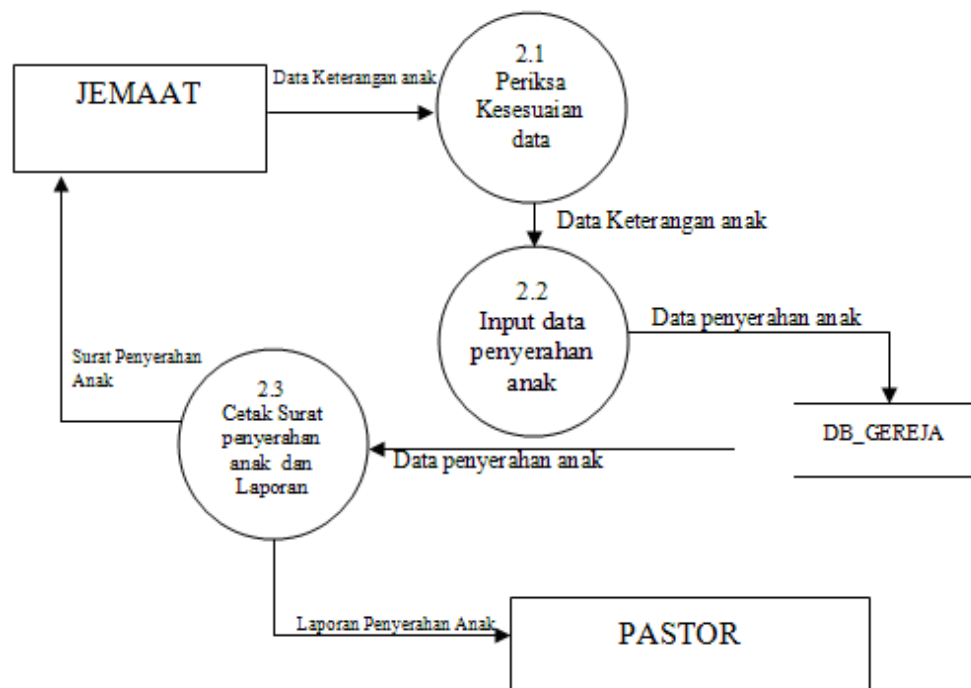 JEMAAT
Data Keterangan anak
2.1
Periksa
Kesesuaian
data
Data Keterangan anak
2.2
Input data
penyerahan
anak
Data penyerahan anak
DB_GEREJA
Data penyerahan anak
2.3
Cetak Surat
penyerahan
anak dan
Laporan
Surat Penyerahan
Anak
Laporan Penyerahan Anak
PASTOR